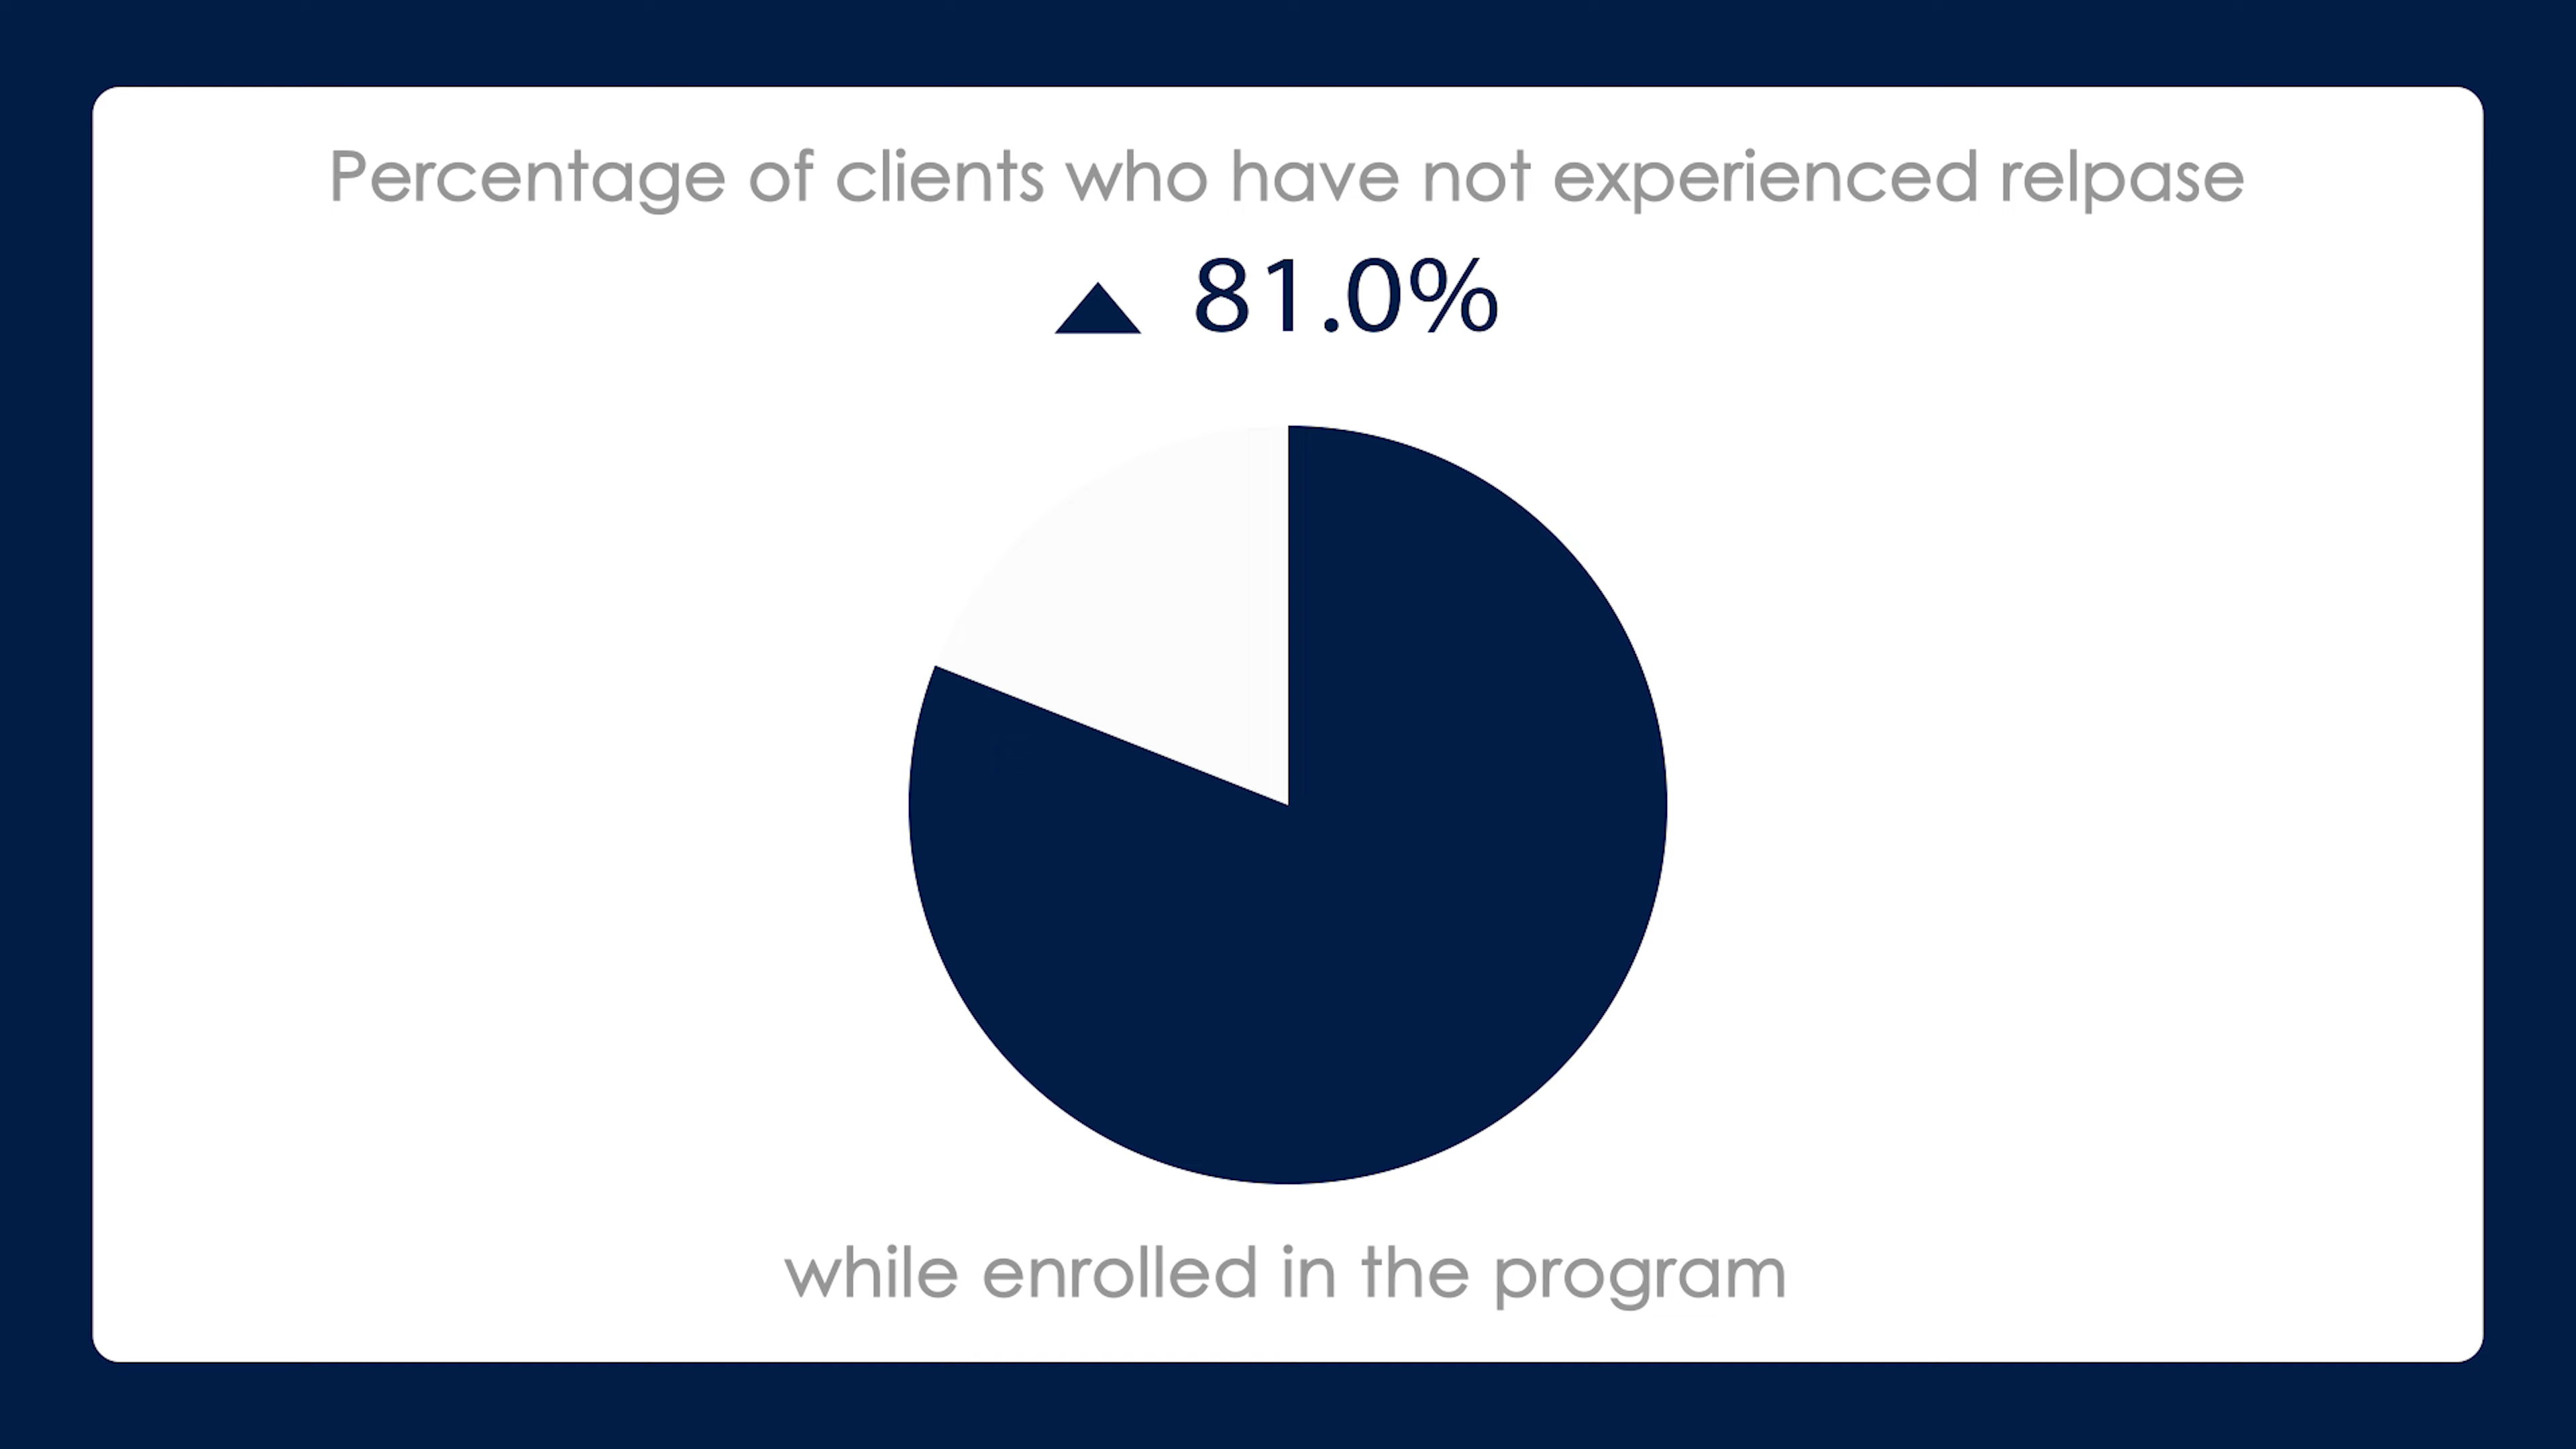 Percentage of clients who have not experienced relpase
▲ 81.0%
while enrolled in the program